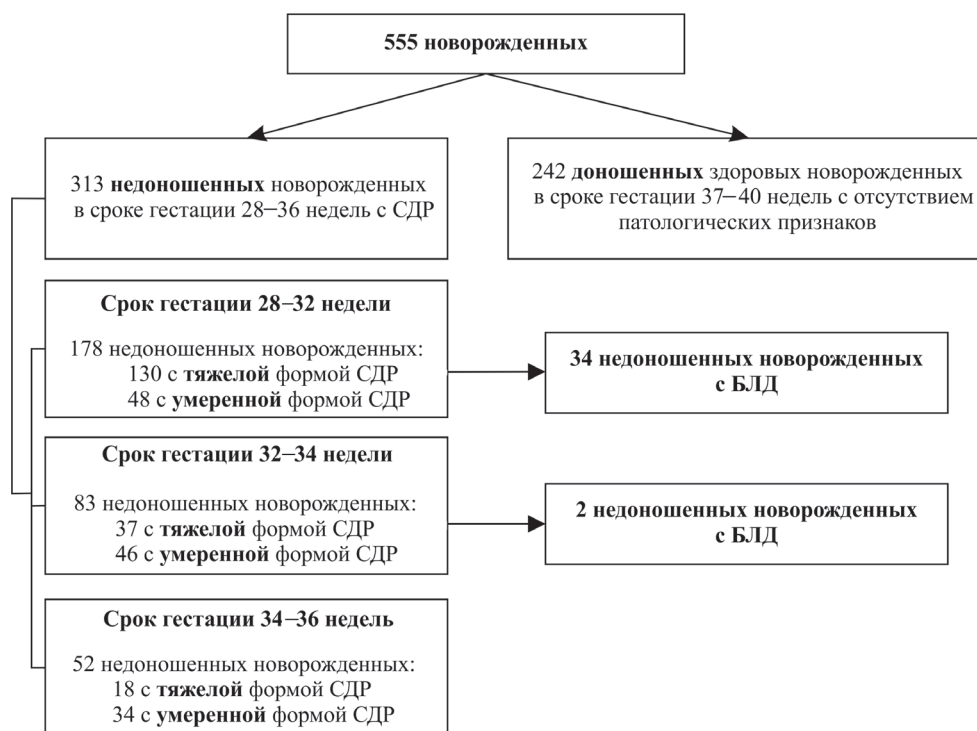 555 новорожденных
313 недоношенных новорожденных
в сроке гестации 28–36 недель с СДР
242 доношенных здоровых новорожденных
в сроке гестации 37–40 недель с отсутствием
патологических признаков
Срок гестации 28–32 недели
178 недоношенных новорожденных:
130 с тяжелой формой СДР
48 с умеренной формой СДР
34 недоношенных новорожденных
с БЛД
Срок гестации 32–34 недели
83 недоношенных новорожденных:
37 с тяжелой формой СДР
46 с умеренной формой СДР
2 недоношенных новорожденных
с БЛД
Срок гестации 34–36 недель
52 недоношенных новорожденных:
18 с тяжелой формой СДР
34 с умеренной формой СДР